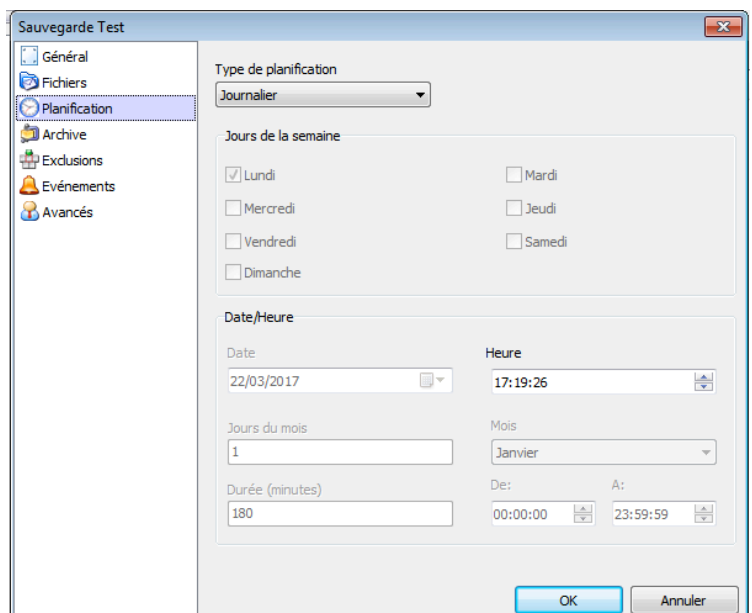 Sauvegarde Test
Général
Fichiers
Planification
Archive
Exclusions
Evénements
Avancés
Type de planification
Journalier
Jours de la semaine
Lundi
Mardi
Mercredi
Jeudi
Vendredi
Samedi
Dimanche
Date/Heure
Date
Heure
22/03/2017
17:19:26
Jours du mois
Mois
1
Janvier
Durée (minutes)
De:
A:
180
00:00:00
23:59:59
OK
Annuler